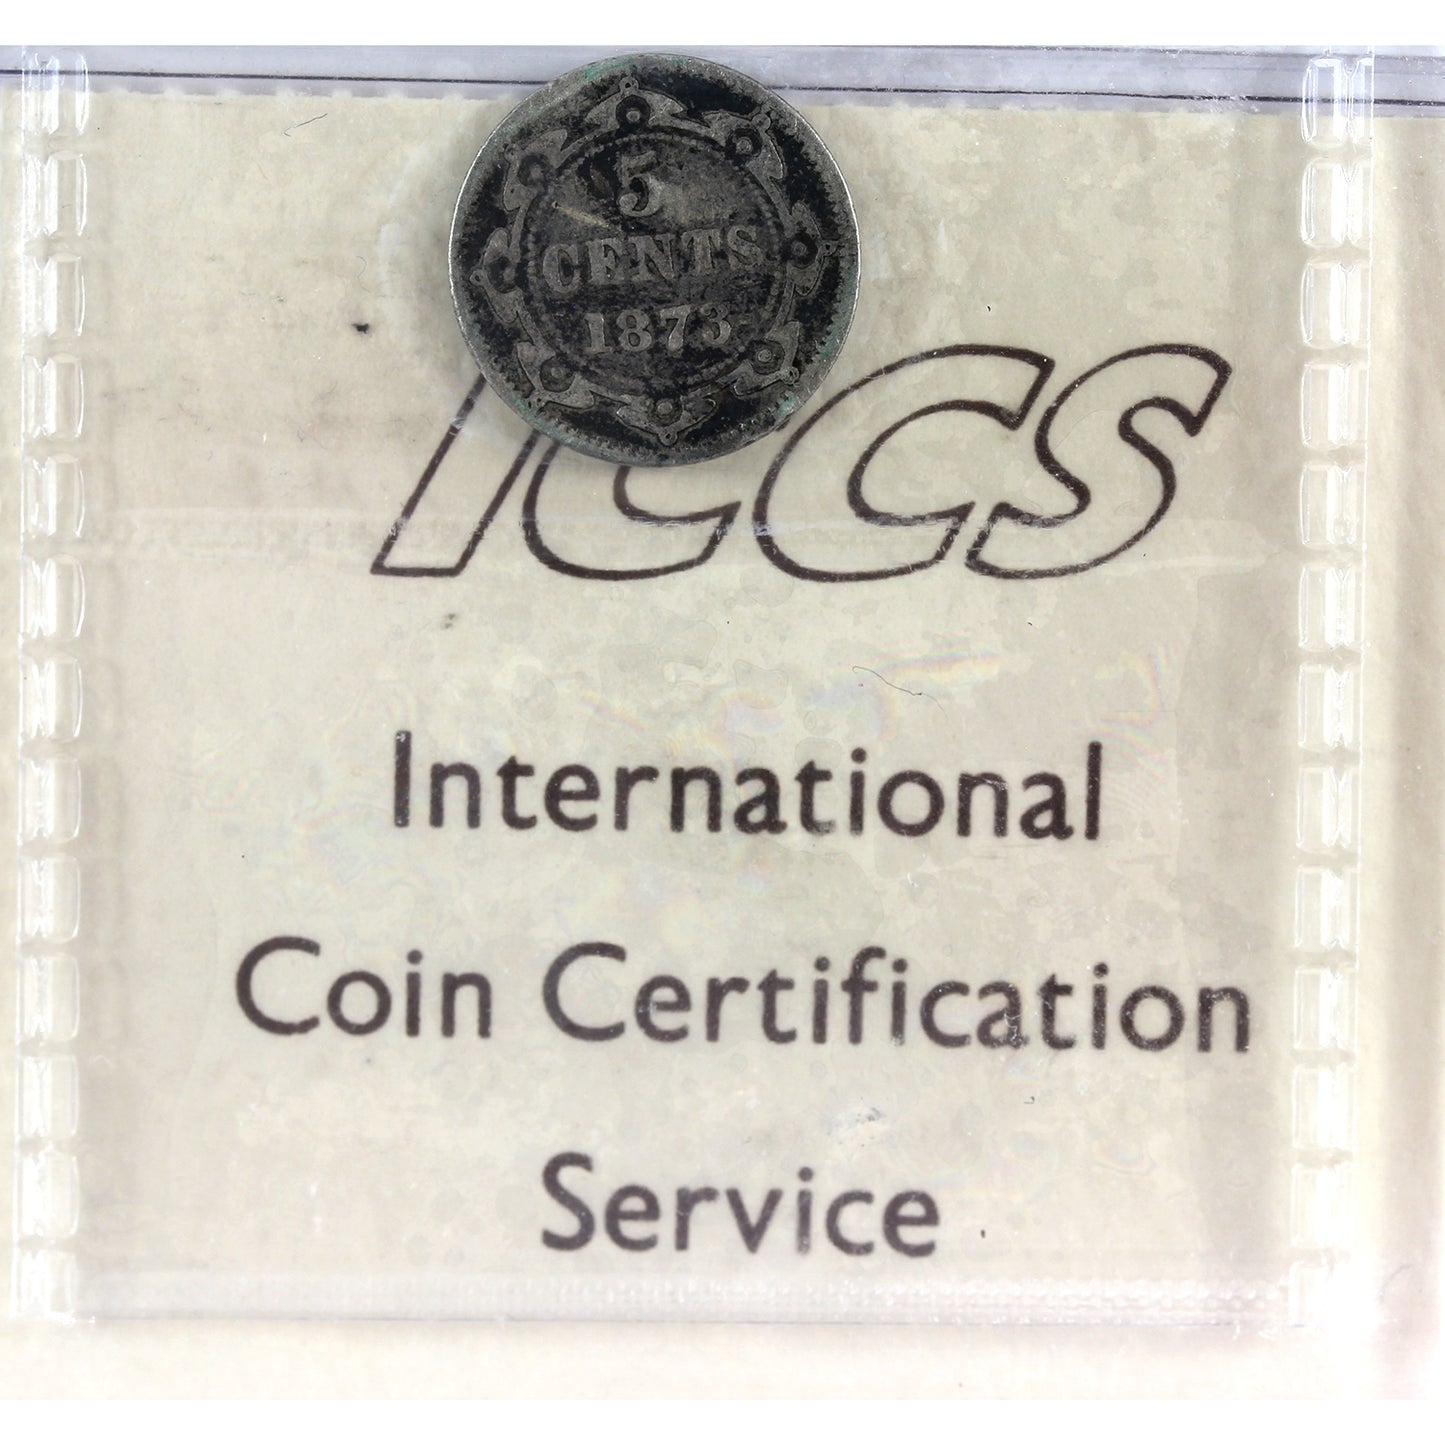 5
CENTS
1873
ICCS
International
Coin Certification
Service